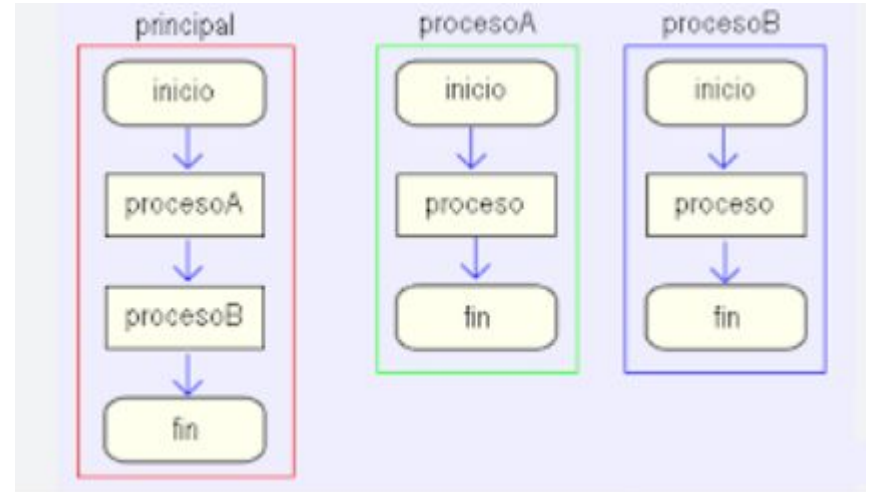 principal
inicio
procesoA
procesoB
fin
procesoA
inicio
proceso
fin
procesoB
inicio
proceso
fin